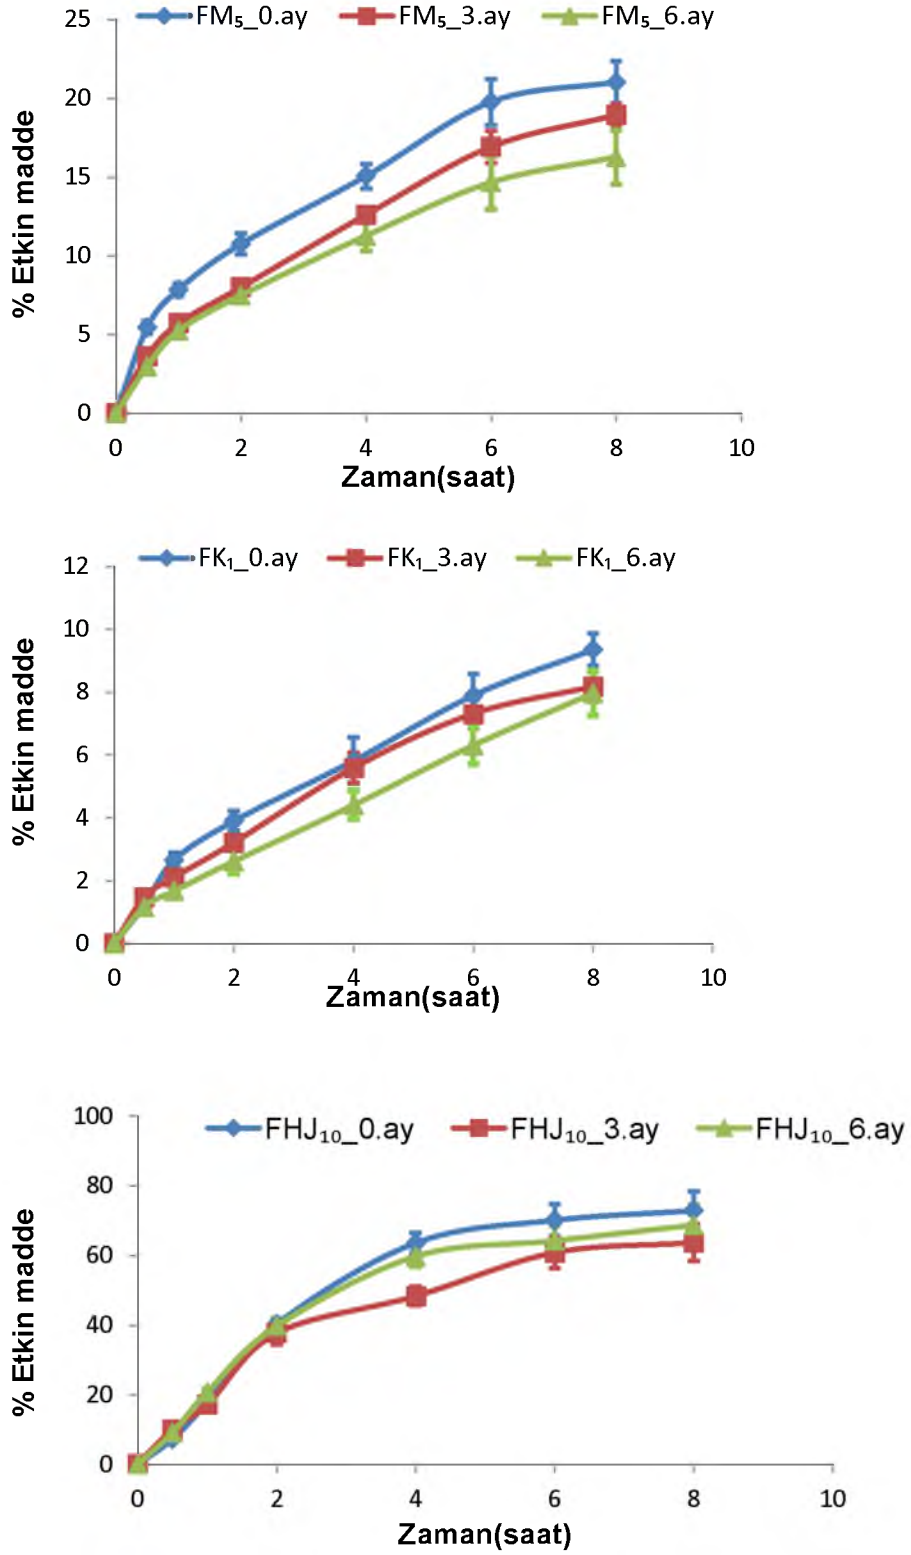 FM₅_0.ay FM₅_3.ay FM₅_6.ay
25
20
15
10
5
0
% Etkin madde
0 2 4 6 8 10
Zaman(saat)
FK₁_0.ay FK₁_3.ay FK₁_6.ay
12
10
8
6
4
2
0
% Etkin madde
0 2 4 6 8 10
Zaman(saat)
FHJ₁₀_0.ay FHJ₁₀_3.ay FHJ₁₀_6.ay
100
80
60
40
20
0
% Etkin madde
0 2 4 6 8 10
Zaman(saat)